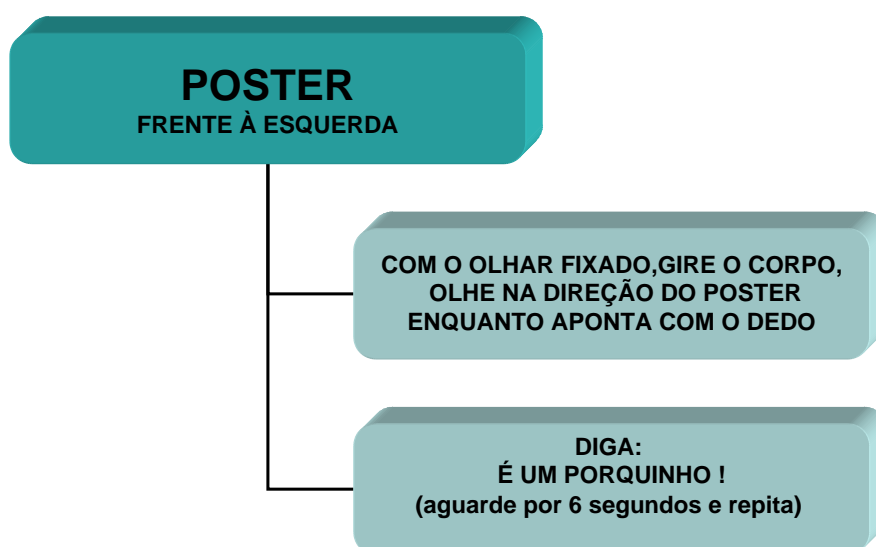 POSTER
FRENTE À ESQUERDA
COM O OLHAR FIXADO,GIRE O CORPO,
OLHE NA DIREÇÃO DO POSTER
ENQUANTO APONTA COM O DEDO
DIGA:
É UM PORQUINHO !
(aguarde por 6 segundos e repita)